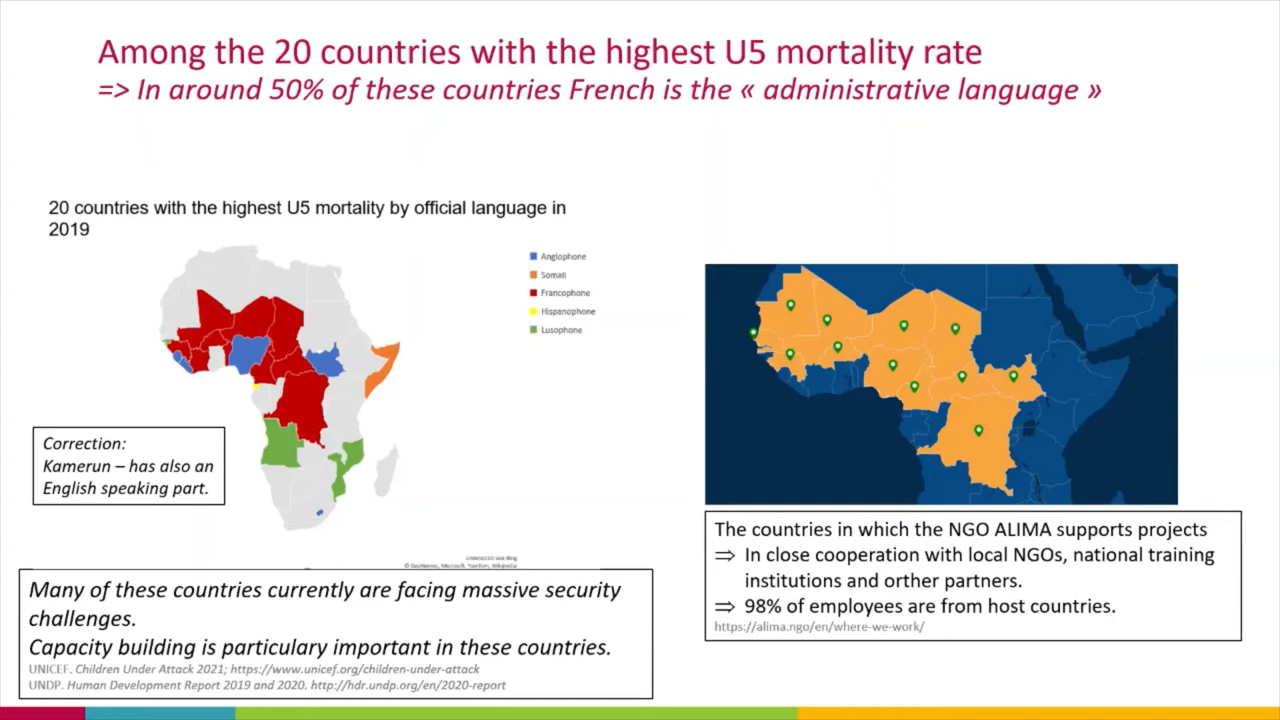 Among the 20 countries with the highest U5 mortality rate
=> In around 50% of these countries French is the « administrative language »
20 countries with the highest U5 mortality by official language in
2019
Anglophone
Somali
Francophone
Hispanophone
Lusophone
Correction:
Kamerun – has also an
English speaking part.
© GeoNames, Microsoft, TomTom, Wikipedia
Many of these countries currently are facing massive security
challenges.
Capacity building is particulary important in these countries.
UNICEF. Children Under Attack 2021; https://www.unicef.org/children-under-attack
UNDP. Human Development Report 2019 and 2020. http://hdr.undp.org/en/2020-report
The countries in which the NGO ALIMA supports projects
⇒ In close cooperation with local NGOs, national training
institutions and orther partners.
⇒ 98% of employees are from host countries.
https://alima.ngo/en/where-we-work/